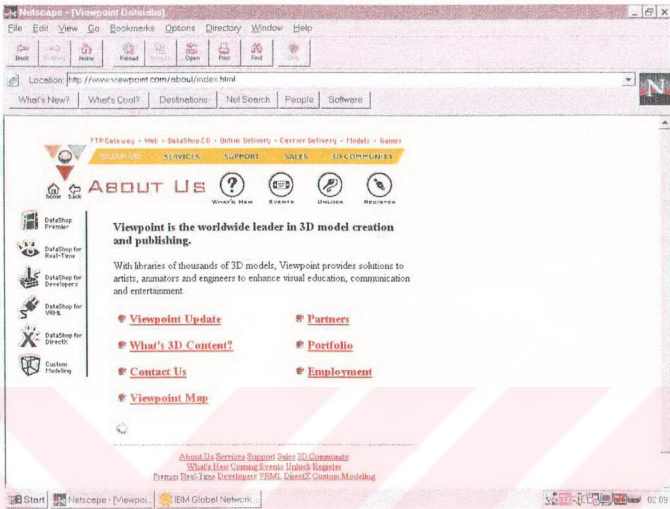 Netscape - [Viewpoint Datalabs]
File Edit View Go Bookmarks Options Directory Window Help
Back Home Reload Open Print Find
Location: http://www.viewpoint.com/about/index.html
What's New? What's Cool? Destinations Net Search People Software
FTP Gateway - Web - DataShop CD - Online Delivery - Carrier Delivery - Models - Games
SERVICES SUPPORT SALES 3D COMMUNITY
home back
ABOUT US
WHAT'S NEW EVENTS UNLOCK REGISTER
DataShop Premier
DataShop for Real-Time
DataShop for Developers
DataShop for VRML
DataShop for DirectX
Custom Modeling
Viewpoint is the worldwide leader in 3D model creation
and publishing.
With libraries of thousands of 3D models, Viewpoint provides solutions to
artists, animators and engineers to enhance visual education, communication
and entertainment
Viewpoint Update Partners
What's 3D Content? Portfolio
Contact Us Employment
Viewpoint Map
About Us Services Support Sales 3D Community
What's New Coming Events Unlock Register
Premier Real-Time Developers VRML DirectX Custom Modeling
Start Netscape - [Viewpoi... IBM Global Network... 02:09